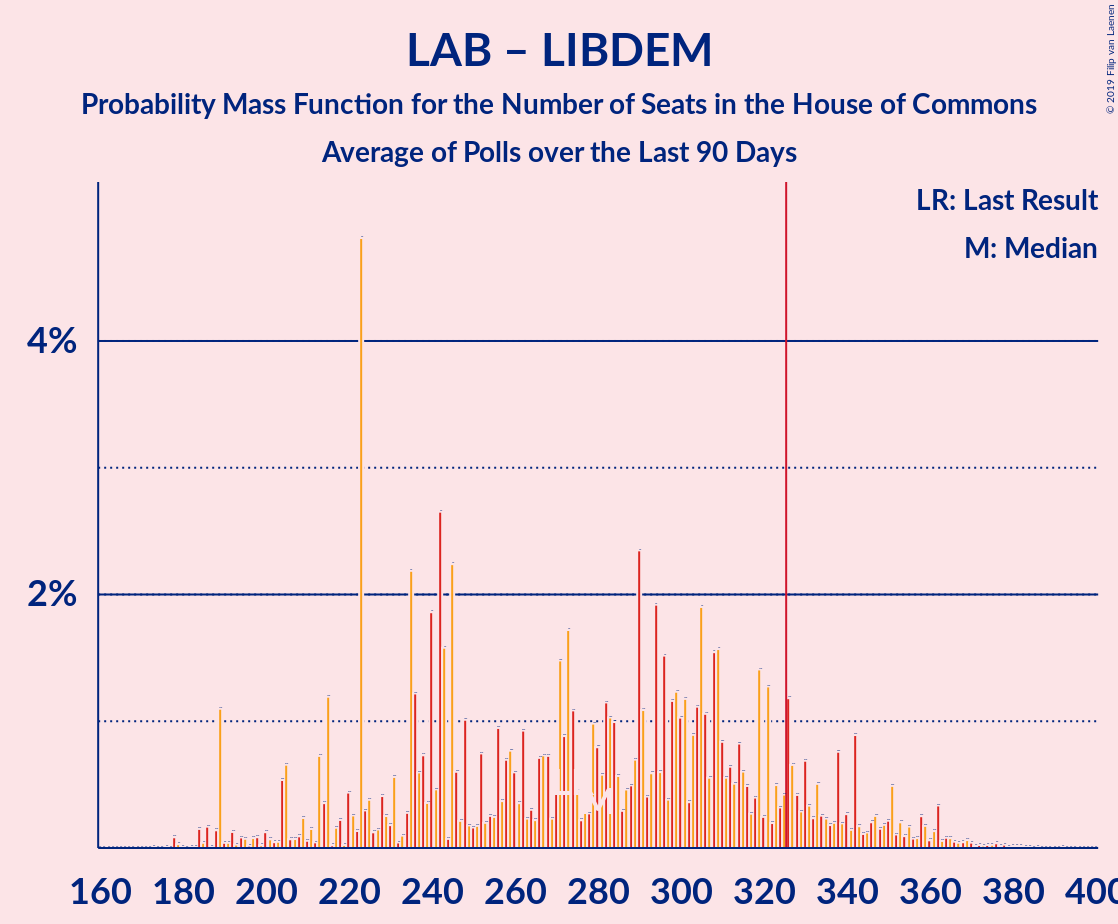 LAB – LIBDEM
Probability Mass Function for the Number of Seats in the House of Commons
Average of Polls over the Last 90 Days
© 2019 Filip van Laenen
LR: Last Result
M: Median
4%
2%
LR
M
160 180 200 220 240 260 280 300 320 340 360 380 400